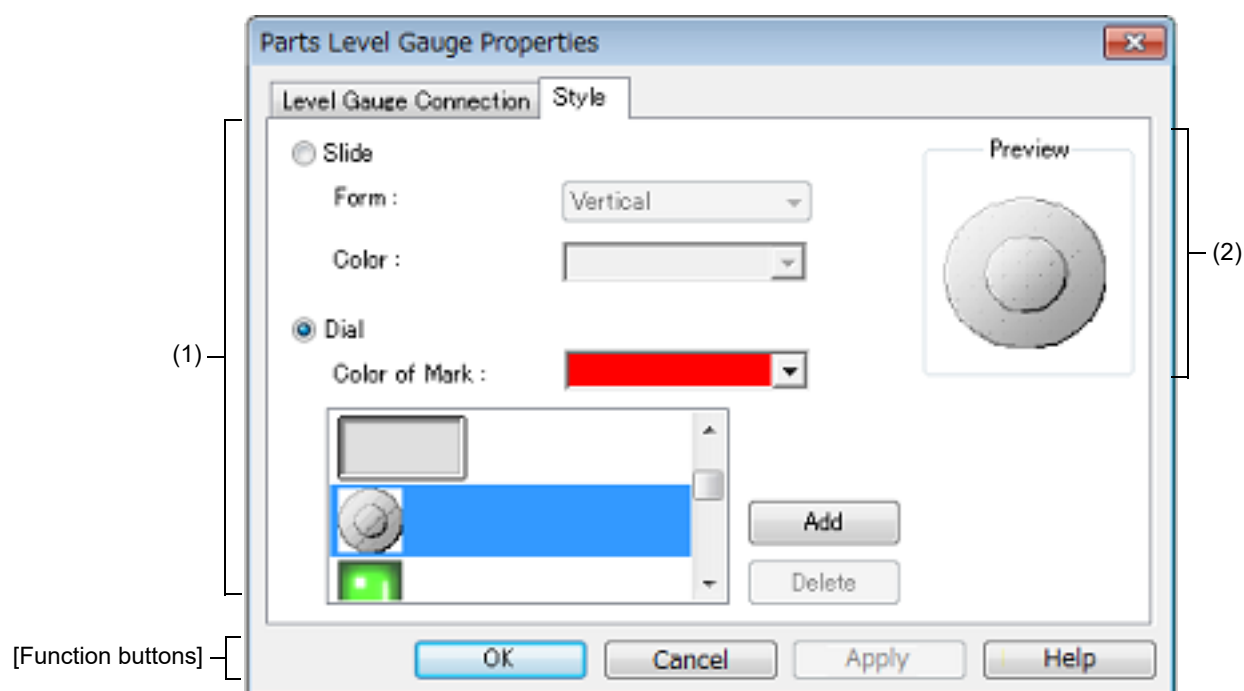 Parts Level Gauge Properties
Level Gauge Connection Style
Slide
Preview
Form :
Vertical
Color :
(2)
Dial
(1)
Color of Mark :
Add
Delete
[Function buttons]
OK Cancel Apply Help